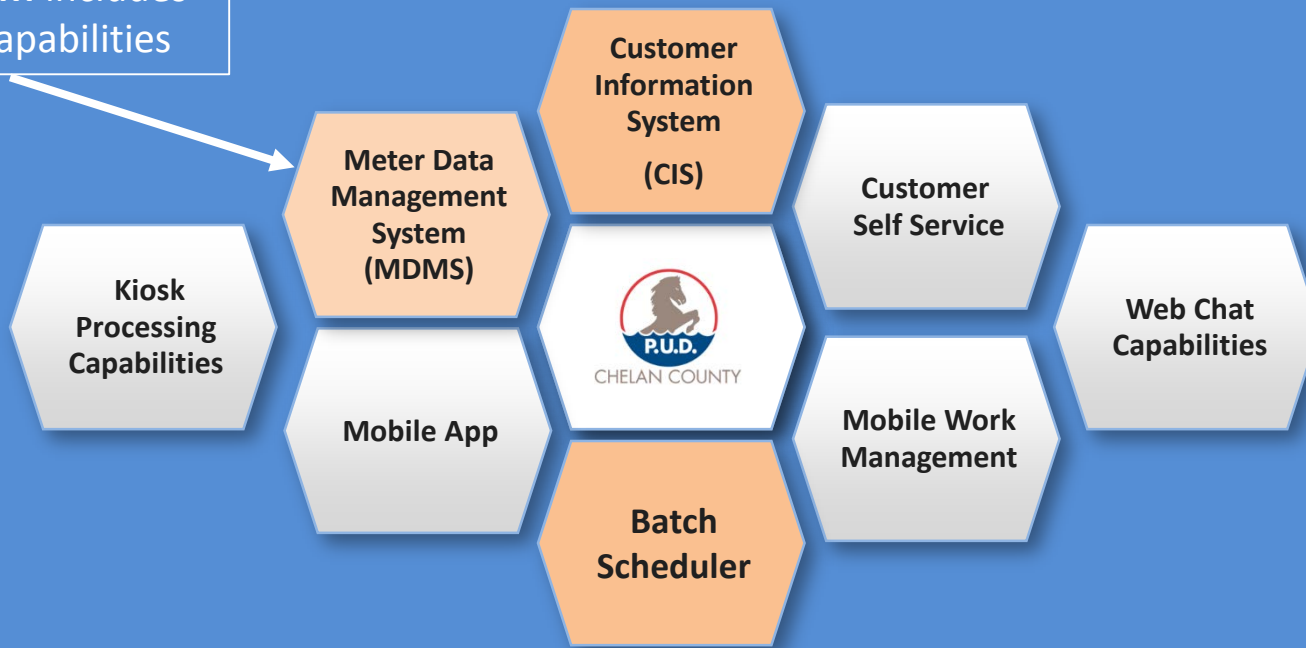 includes
apabilities
Customer
Information
System
(CIS)
Meter Data
Management
System
(MDMS)
Customer
Self Service
Kiosk
Processing
Capabilities
P.U.D.
CHELAN COUNTY
Web Chat
Capabilities
Mobile App
Mobile Work
Management
Batch
Scheduler